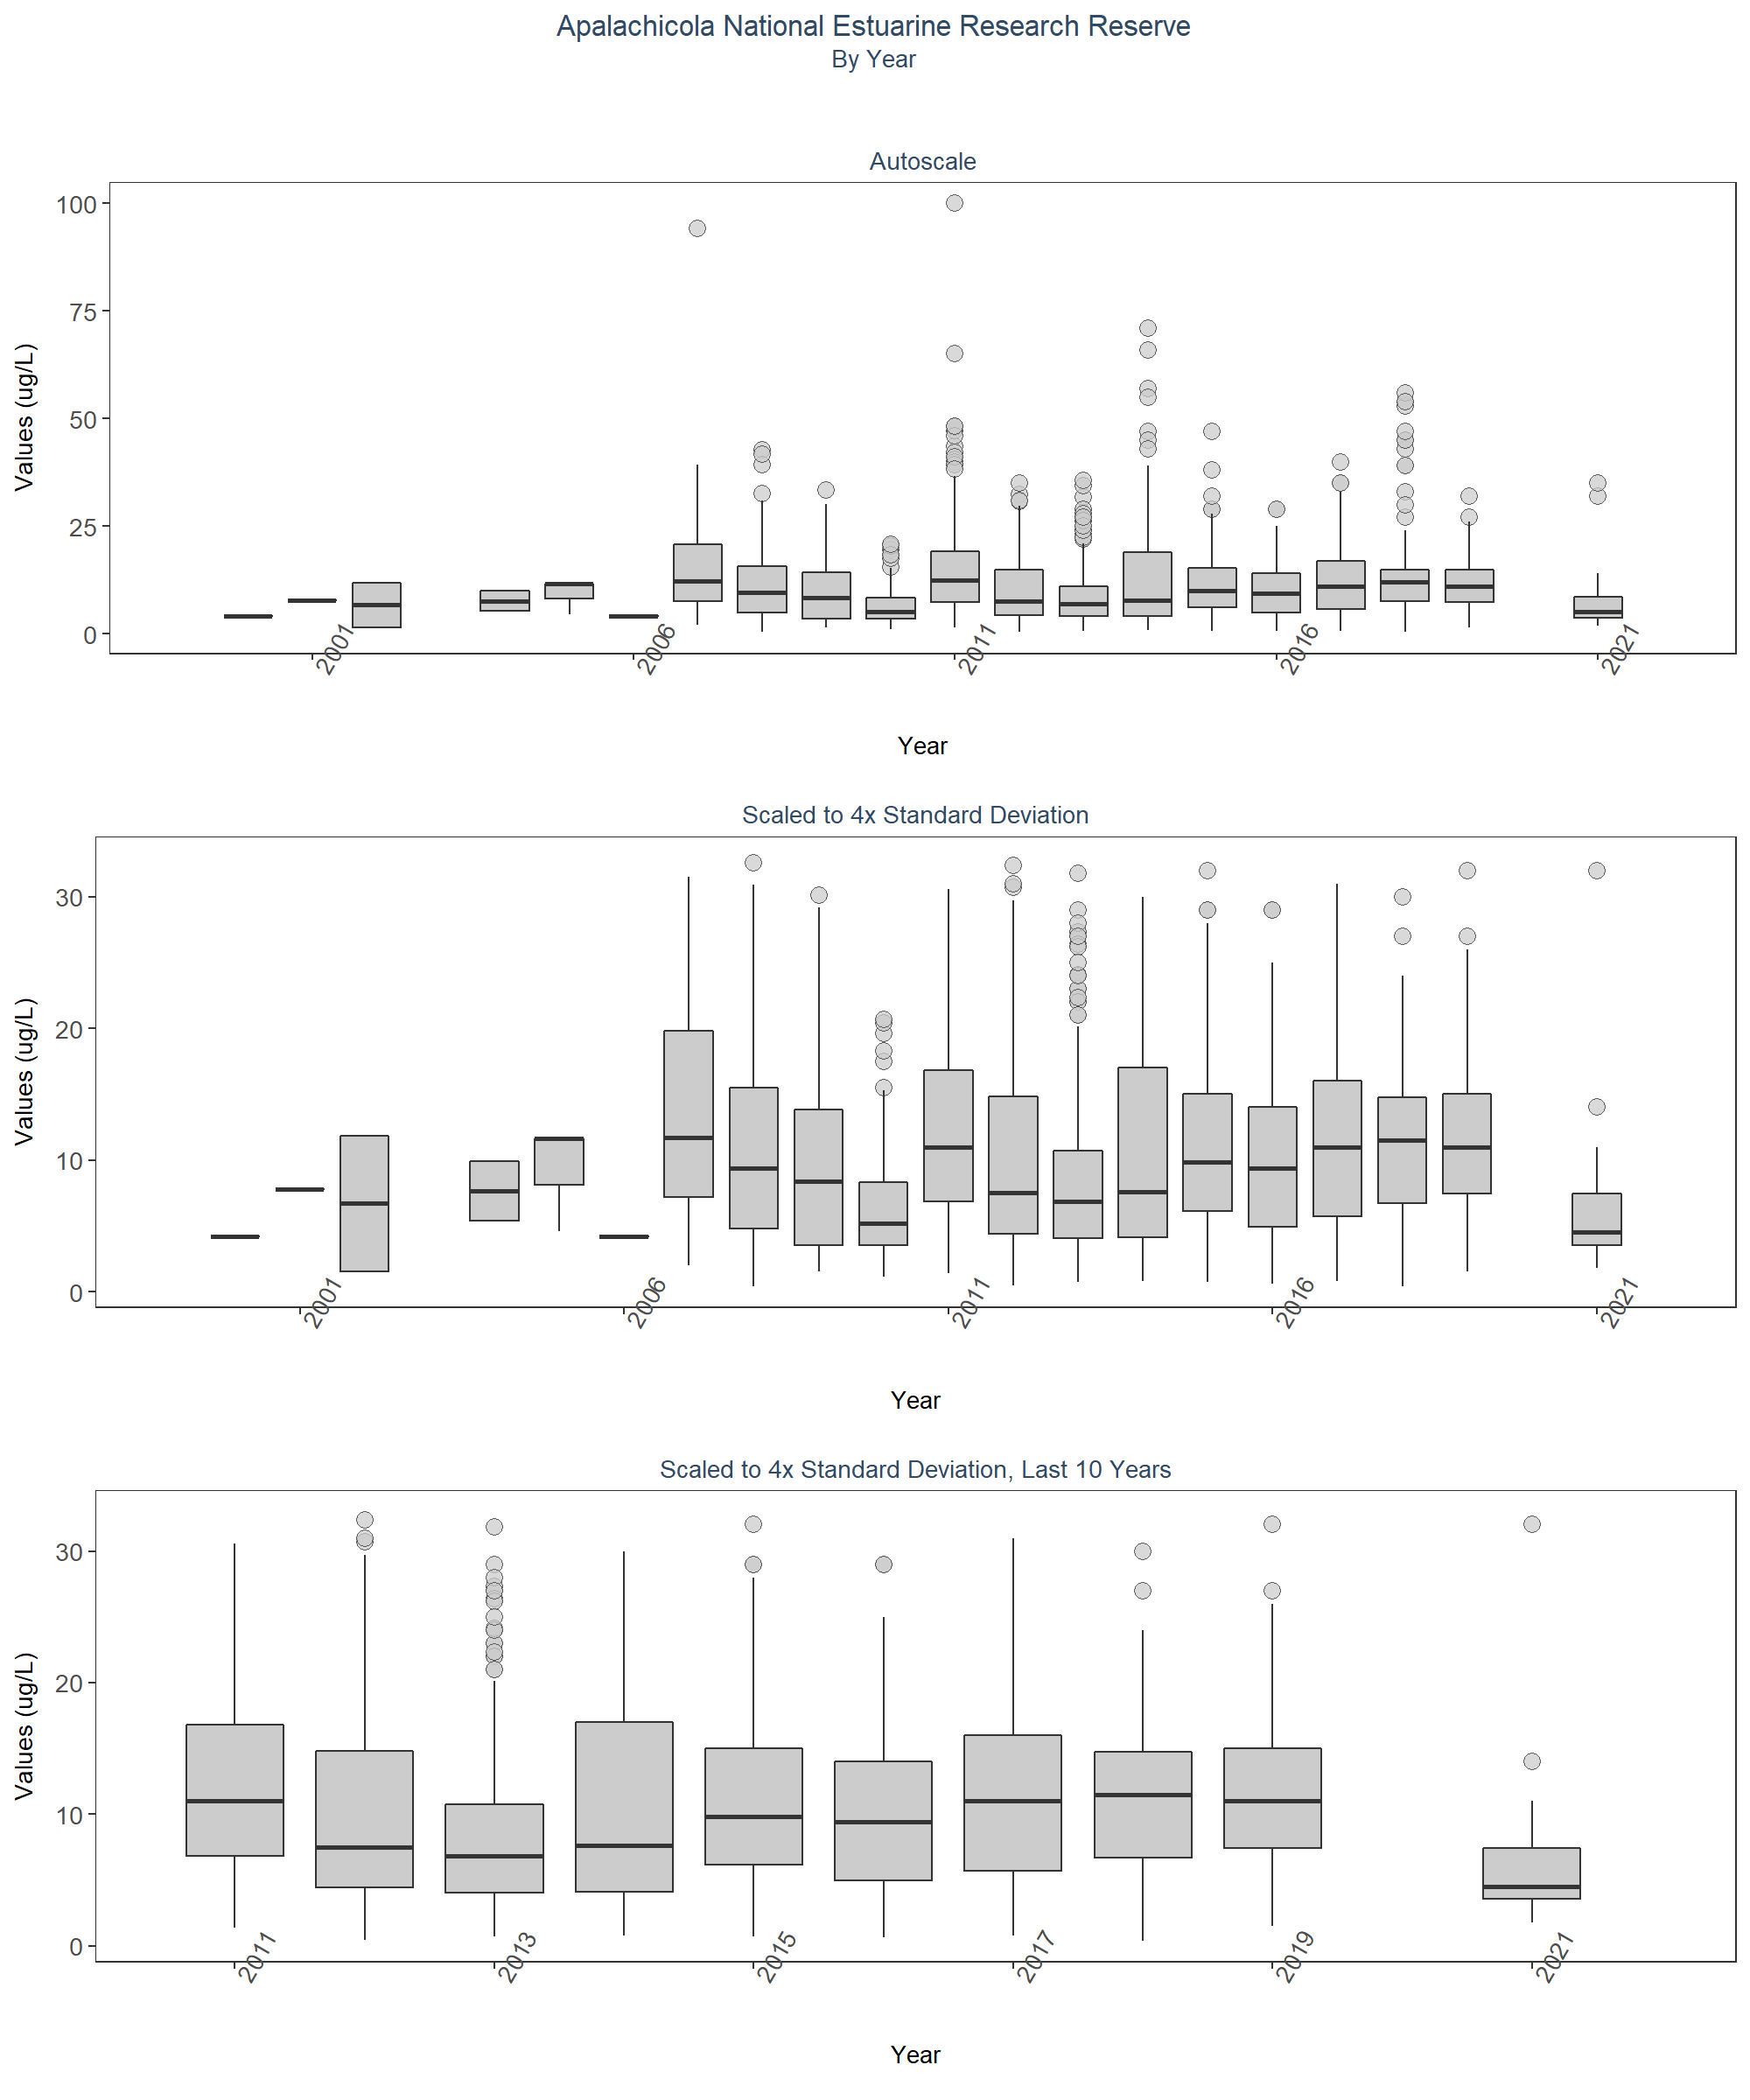 Apalachicola National Estuarine Research Reserve
By Year
Autoscale
Values (ug/L)
100
75
50
25
0
2001
2006
2011
2016
2021
Year
Scaled to 4x Standard Deviation
Values (ug/L)
30
20
10
0
2001
2006
2011
2016
2021
Year
Scaled to 4x Standard Deviation, Last 10 Years
Values (ug/L)
30
20
10
0
2011
2013
2015
2017
2019
2021
Year